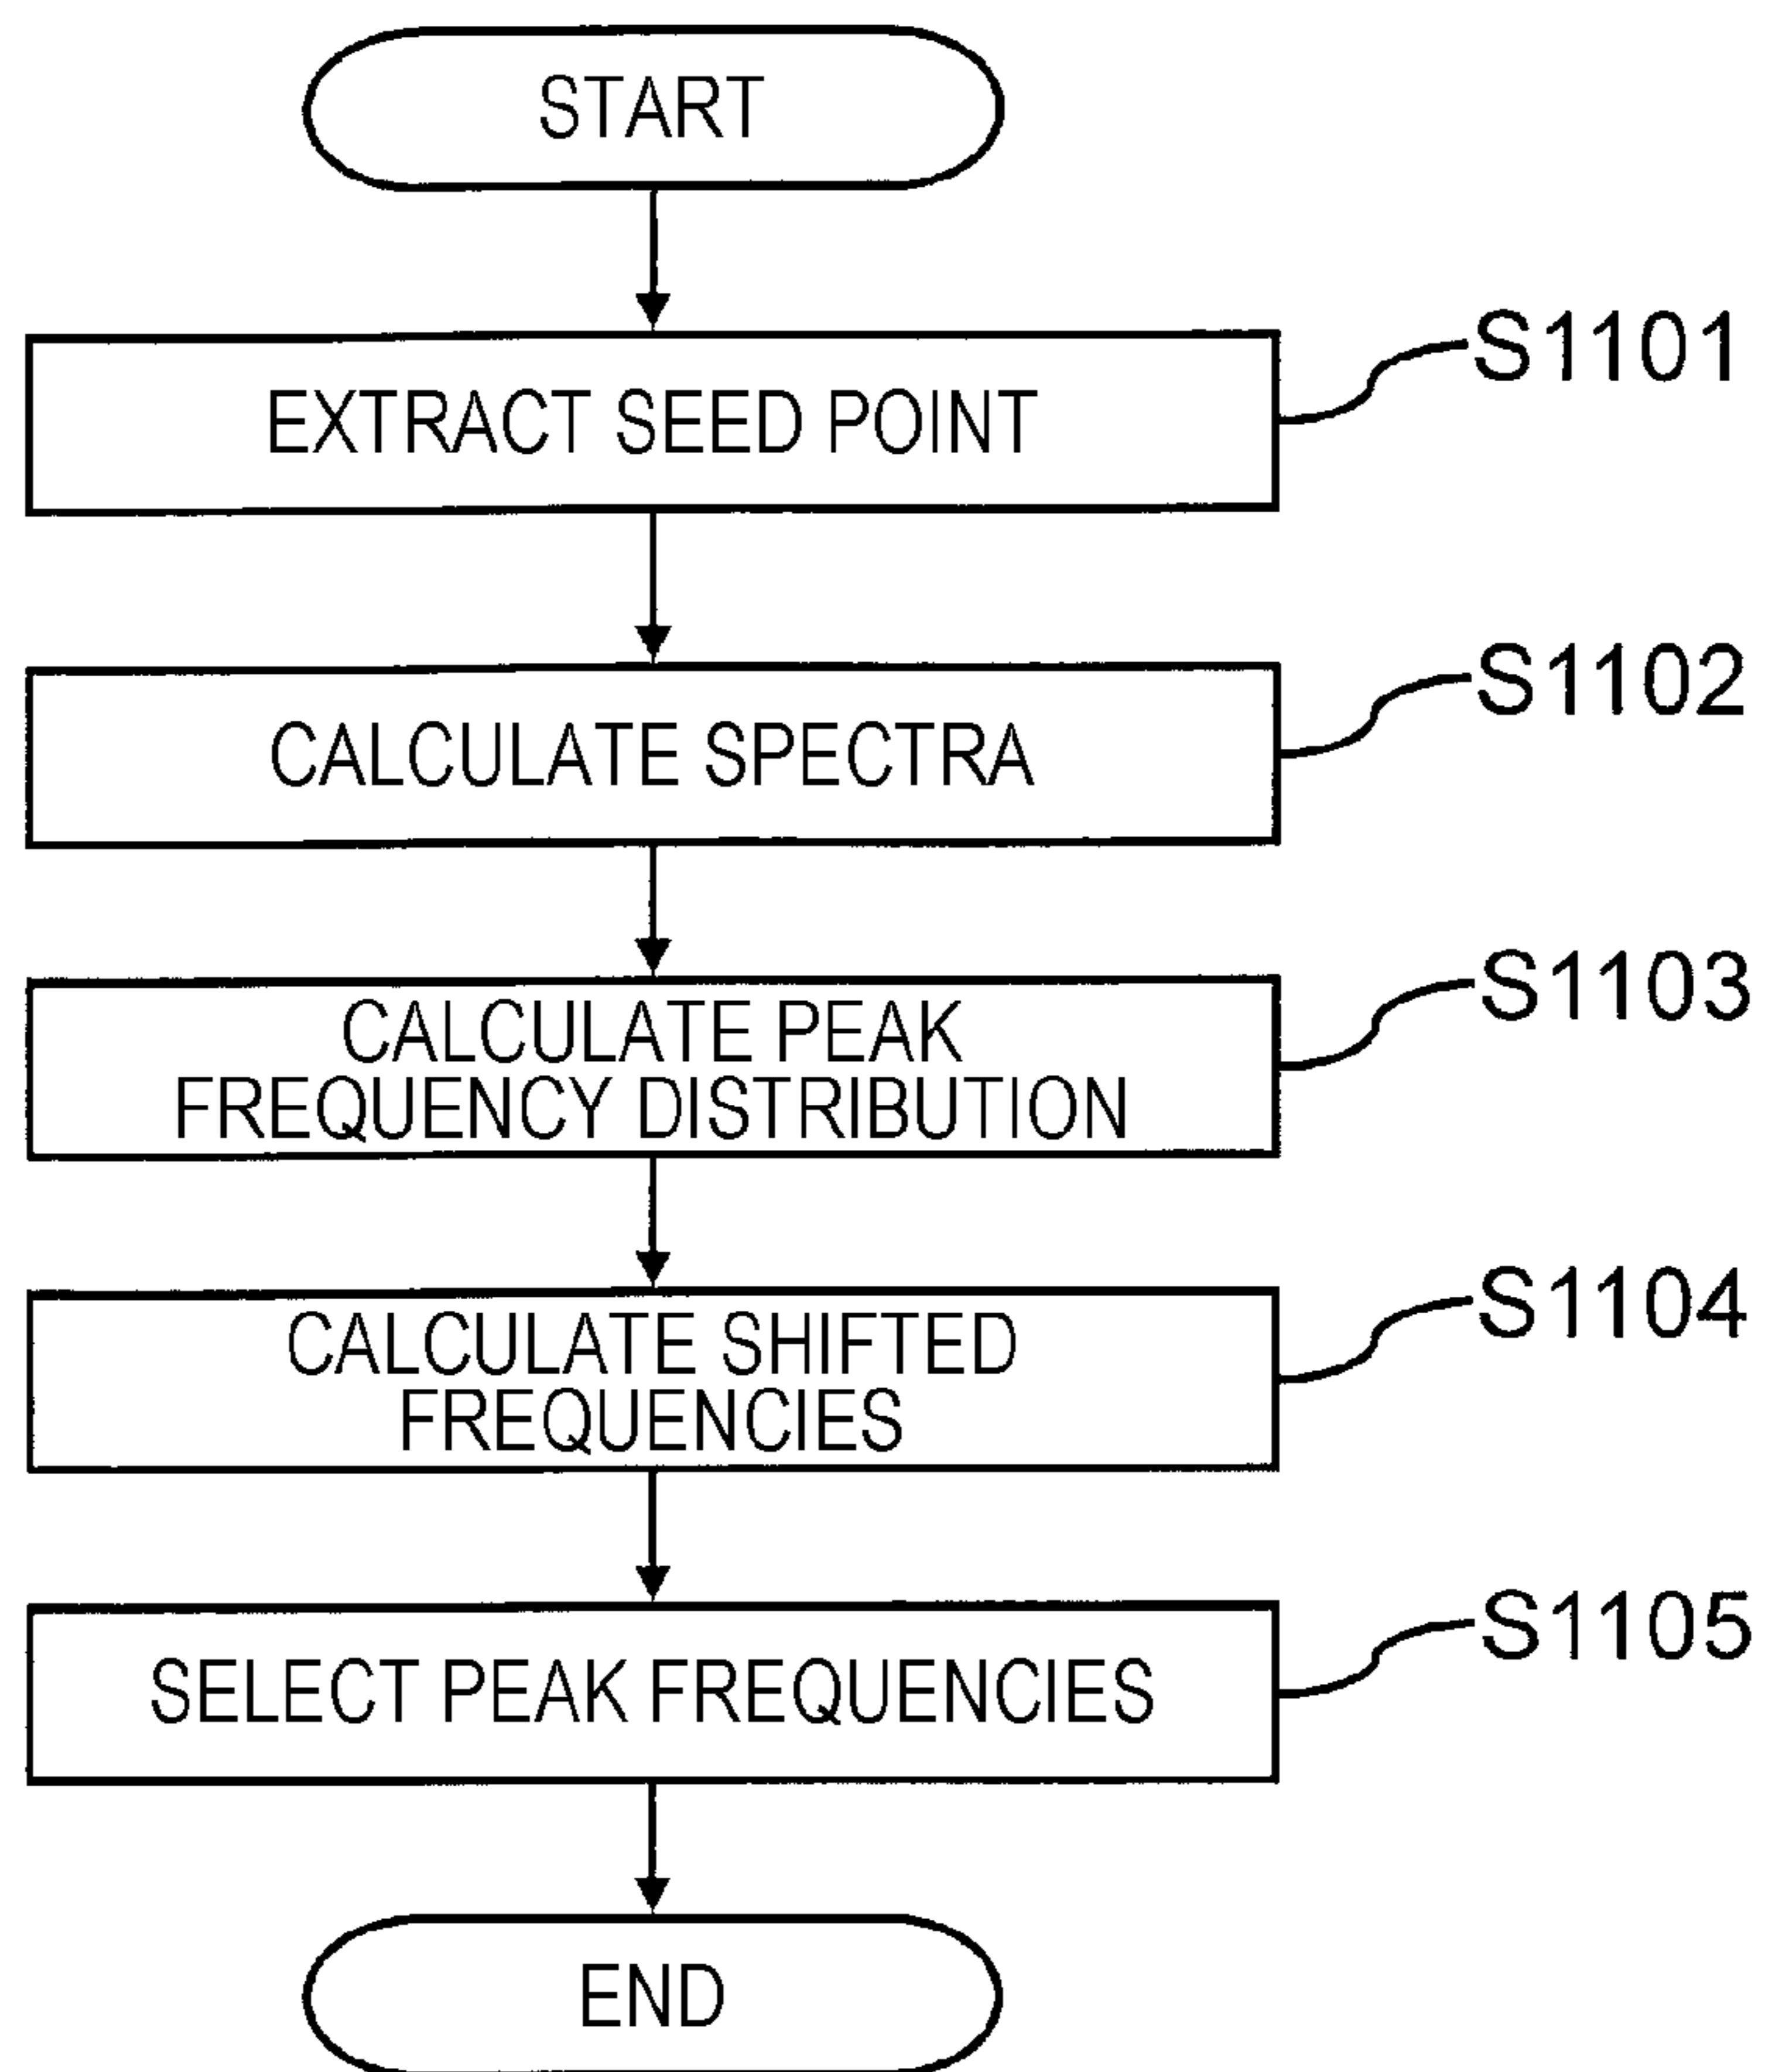 START
S1101
EXTRACT SEED POINT
S1102
CALCULATE SPECTRA
S1103
CALCULATE PEAK
FREQUENCY DISTRIBUTION
S1104
CALCULATE SHIFTED
FREQUENCIES
S1105
SELECT PEAK FREQUENCIES
END